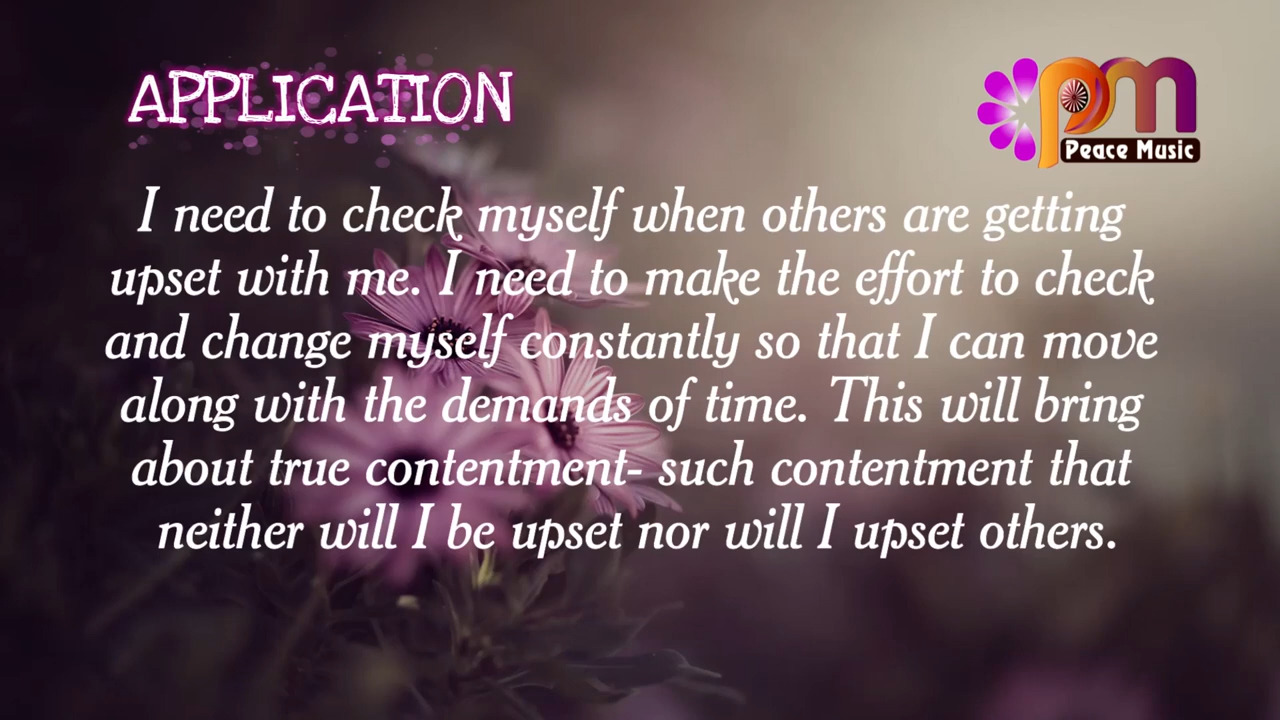 APPLICATION
pm
Peace Music
I need to check myself when others are getting
upset with me. I need to make the effort to check
and change myself constantly so that I can move
along with the demands of time. This will bring
about true contentment- such contentment that
neither will I be upset nor will I upset others.